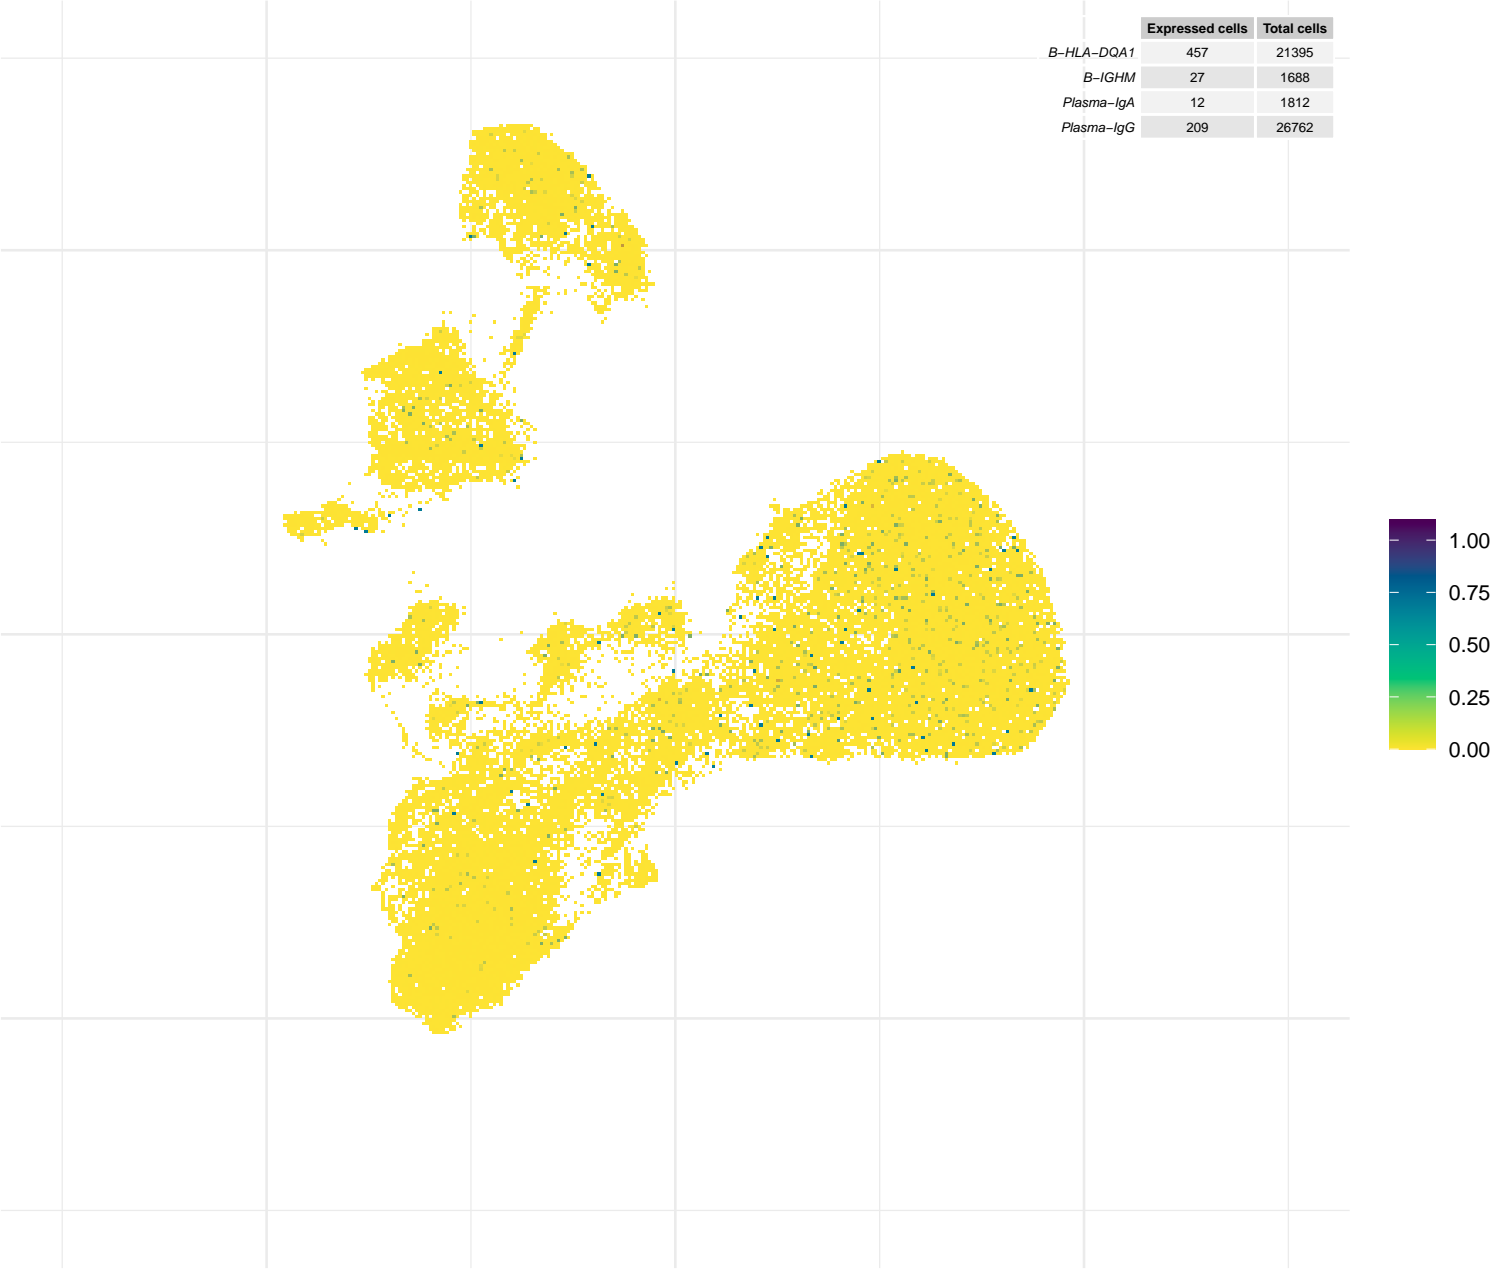 Expressed cells Total cells
B−HLA−DQA1 457 21395
B−IGHM 27 1688
Plasma−IgA 12 1812
Plasma−IgG 209 26762
1.00
0.75
0.50
0.25
0.00